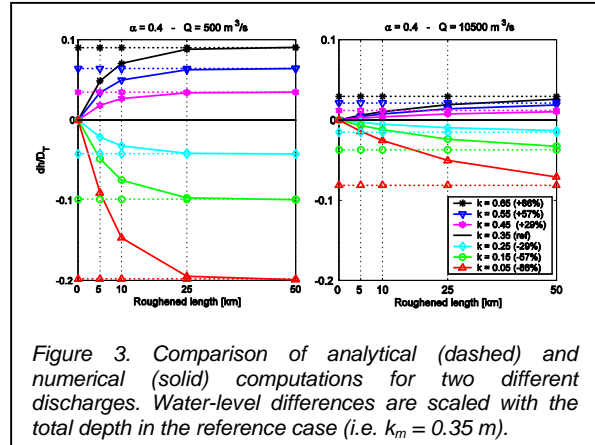 α = 0.4 - Q = 500 m³/s
α = 0.4 - Q = 10500 m³/s
0.1
0
-0.1
-0.2
dh/D_T
0 5 10 25 50
Roughened length [km]
0.1
0
-0.1
-0.2
0 5 10 25 50
Roughened length [km]
k = 0.65 (+86%)
k = 0.55 (+57%)
k = 0.45 (+29%)
k = 0.35 (ref)
k = 0.25 (-29%)
k = 0.15 (-57%)
k = 0.05 (-86%)
Figure 3. Comparison of analytical (dashed) and
numerical (solid) computations for two different
discharges. Water-level differences are scaled with the
total depth in the reference case (i.e. k_m = 0.35 m).